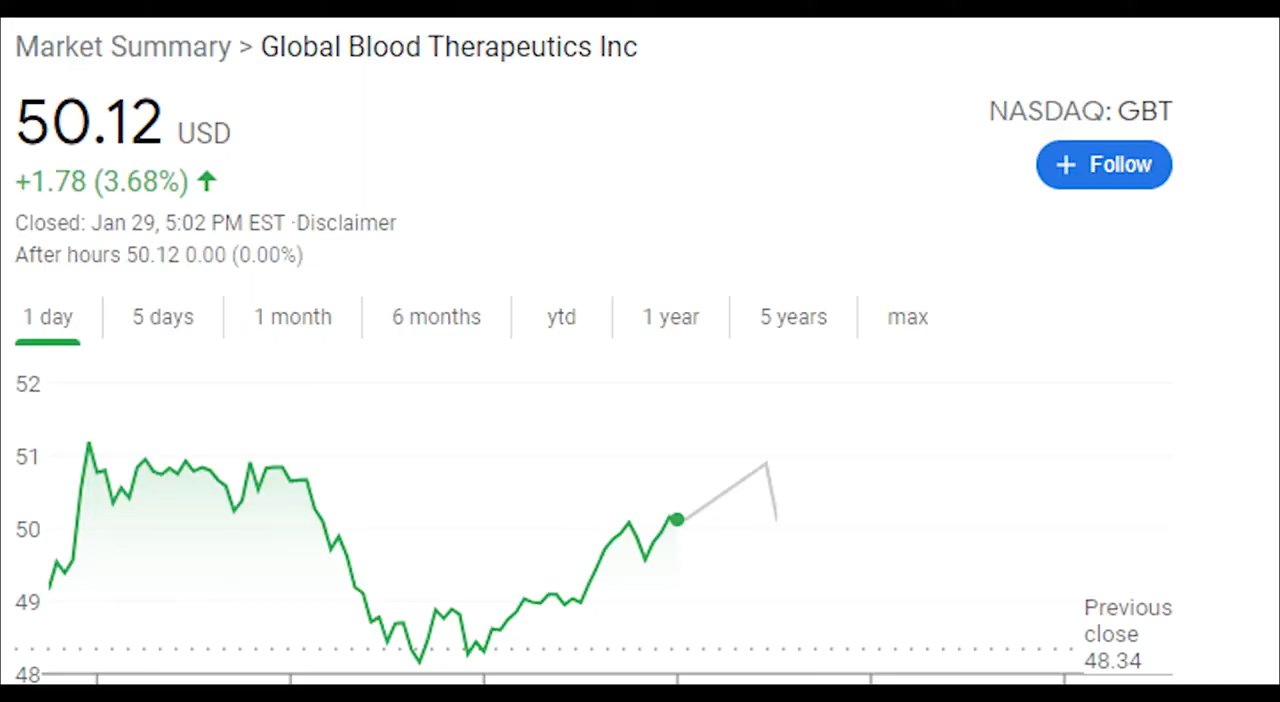 Market Summary > Global Blood Therapeutics Inc
50.12 USD
NASDAQ: GBT
+1.78 (3.68%)
+ Follow
Closed: Jan 29, 5:02 PM EST ·Disclaimer
After hours 50.12 0.00 (0.00%)
1 day 5 days 1 month 6 months ytd 1 year 5 years max
52
51
50
49
48
Previous
close
48.34